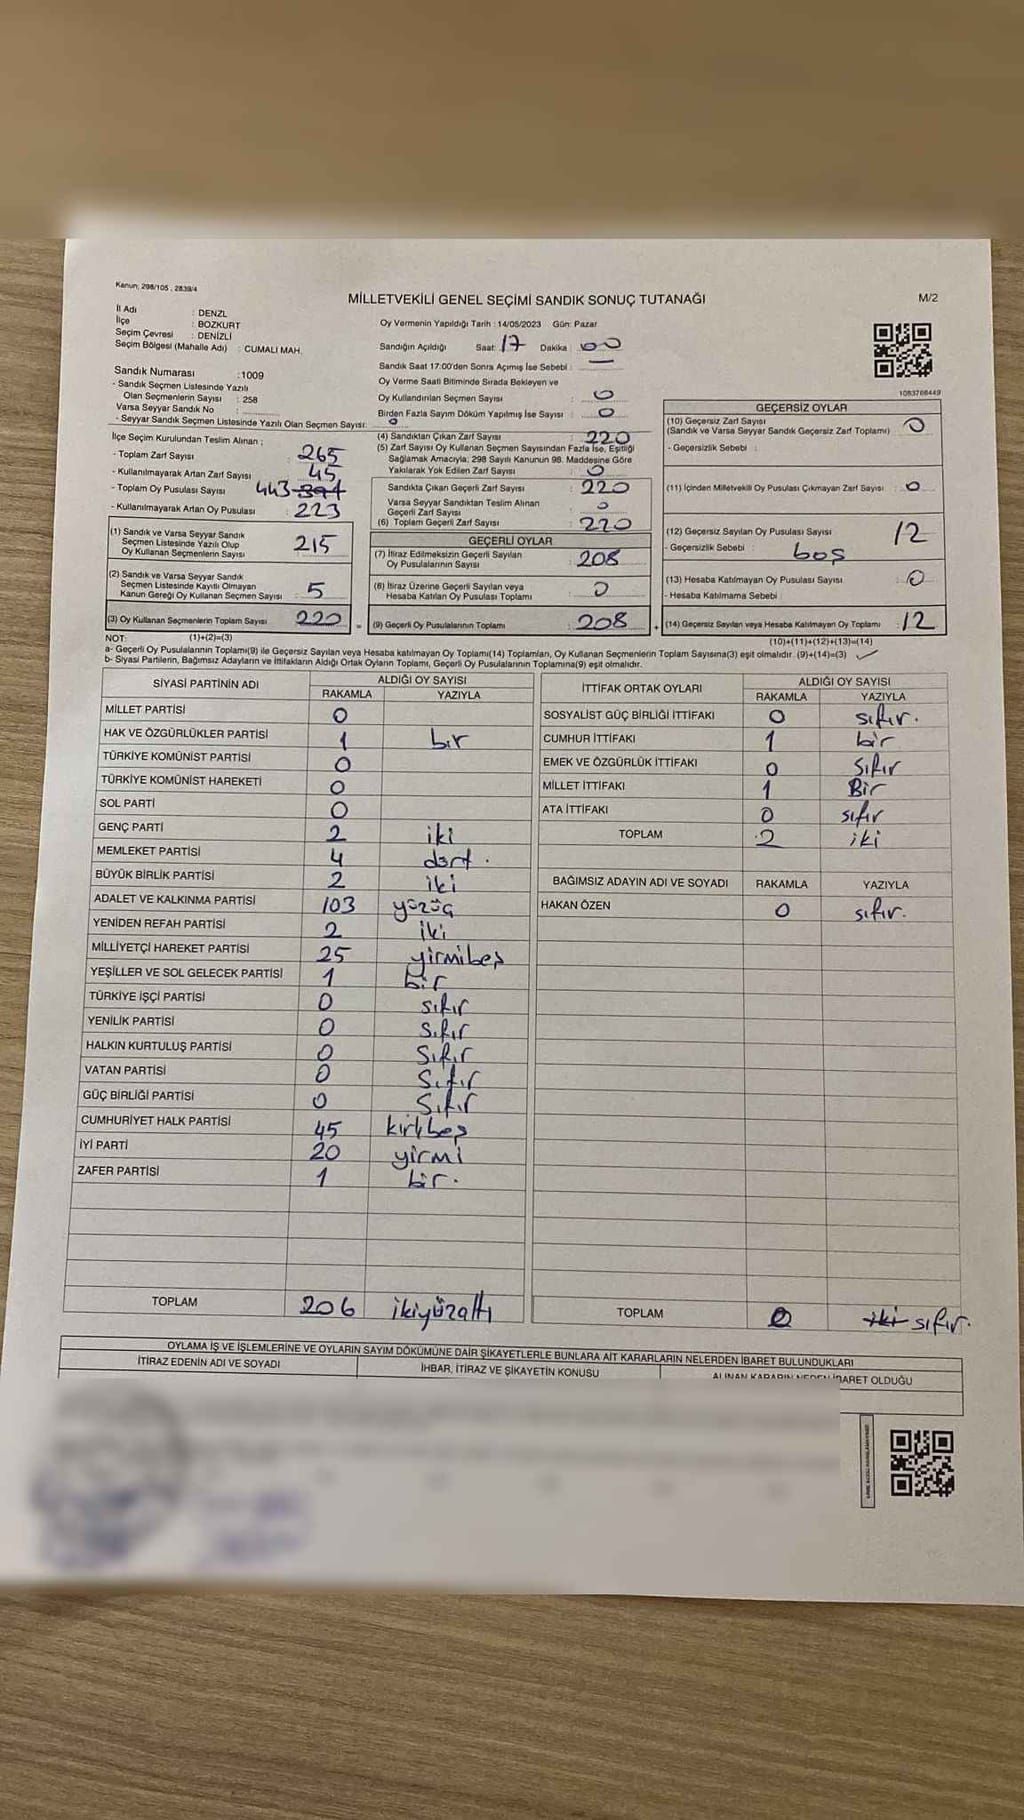 Kanun; 298/105 , 2839/4
MİLLETVEKİLİ GENEL SEÇİMİ SANDIK SONUÇ TUTANAĞI
M/2
İl Adı : DENZL
İlçe : BOZKURT
Seçim Çevresi : DENİZLİ
Seçim Bölgesi (Mahalle Adı) : CUMALI MAH.
Sandık Numarası :1009
- Sandık Seçmen Listesinde Yazılı
Olan Seçmenlerin Sayısı : 258
Varsa Seyyar Sandık No :
- Seyyar Sandık Seçmen Listesinde Yazılı Olan Seçmen Sayısı: 0
İlçe Seçim Kurulundan Teslim Alınan ;
- Toplam Zarf Sayısı : 265
- Kullanılmayarak Artan Zarf Sayısı : 45
- Toplam Oy Pusulası Sayısı : 443
- Kullanılmayarak Artan Oy Pusulası : 223
(1) Sandık ve Varsa Seyyar Sandık
Seçmen Listesinde Yazılı Olup
Oy Kullanan Seçmenlerin Sayısı : 215
(2) Sandık ve Varsa Seyyar Sandık
Seçmen Listesinde Kayıtlı Olmayan
Kanun Gereği Oy Kullanan Seçmen Sayısı : 5
(3) Oy Kullanan Seçmenlerin Toplam Sayısı : 220
Oy Vermenin Yapıldığı Tarih : 14/05/2023 Gün: Pazar
Sandığın Açıldığı Saat: 17 Dakika : 00
Sandık Saat 17:00'den Sonra Açımış İse Sebebi : —
Oy Verme Saati Bitiminde Sırada Bekleyen ve
Oy Kullandırılan Seçmen Sayısı : 0
Birden Fazla Sayım Döküm Yapılmış İse Sayısı : 0
(4) Sandıktan Çıkan Zarf Sayısı : 220
(5) Zarf Sayısı Oy Kullanan Seçmen Sayısından Fazla İse, Eşitliği
Sağlamak Amacıyla; 298 Sayılı Kanunun 98. Maddesine Göre
Yakılarak Yok Edilen Zarf Sayısı : 0
Sandıkta Çıkan Geçerli Zarf Sayısı : 220
Varsa Seyyar Sandıktan Teslim Alınan
Geçerli Zarf Sayısı : 0
(6) Toplam Geçerli Zarf Sayısı : 220
GEÇERLİ OYLAR
(7) İtiraz Edilmeksizin Geçerli Sayılan
Oy Pusulalarının Sayısı : 208
(8) İtiraz Üzerine Geçerli Sayılan veya
Hesaba Katılan Oy Pusulası Toplamı : 0
(9) Geçerli Oy Pusulalarının Toplamı : 208
1083766449
GEÇERSİZ OYLAR
(10) Geçersiz Zarf Sayısı
(Sandık ve Varsa Seyyar Sandık Geçersiz Zarf Toplamı) : 0
- Geçersizlik Sebebi :
(11) İçinden Milletvekili Oy Pusulası Çıkmayan Zarf Sayısı : 0
(12) Geçersiz Sayılan Oy Pusulası Sayısı : 12
- Geçersizlik Sebebi : boş
(13) Hesaba Katılmayan Oy Pusulası Sayısı : 0
- Hesaba Katılmama Sebebi :
(14) Geçersiz Sayılan veya Hesaba Katılmayan Oy Toplamı : 12
NOT: (1)+(2)=(3)
(10)+(11)+(12)+(13)=(14)
a- Geçerli Oy Pusulalarının Toplamı(9) ile Geçersiz Sayılan veya Hesaba katılmayan Oy Toplamı(14) Toplamları, Oy Kullanan Seçmenlerin Toplam Sayısına(3) eşit olmalıdır. (9)+(14)=(3)
b- Siyasi Partilerin, Bağımsız Adayların ve İttifakların Aldığı Ortak Oyların Toplamı, Geçerli Oy Pusulalarının Toplamına(9) eşit olmalıdır.
SİYASİ PARTİNİN ADI ALDIĞI OY SAYISI
RAKAMLA YAZIYLA
MİLLET PARTİSİ 0
HAK VE ÖZGÜRLÜKLER PARTİSİ 1 bır
TÜRKİYE KOMÜNİST PARTİSİ 0
TÜRKİYE KOMÜNİST HAREKETİ 0
SOL PARTİ 0
GENÇ PARTİ 2 iki
MEMLEKET PARTİSİ 4 dört.
BÜYÜK BİRLİK PARTİSİ 2 iki
ADALET VE KALKINMA PARTİSİ 103 yüzüç
YENİDEN REFAH PARTİSİ 2 iki
MİLLİYETÇİ HAREKET PARTİSİ 25 yirmibeş
YEŞİLLER VE SOL GELECEK PARTİSİ 1 bir
TÜRKİYE İŞÇİ PARTİSİ 0 sıfır
YENİLİK PARTİSİ 0 sıfır
HALKIN KURTULUŞ PARTİSİ 0 sıfır
VATAN PARTİSİ 0 sıfır
GÜÇ BİRLİĞİ PARTİSİ 0 sıfır
CUMHURİYET HALK PARTİSİ 45 kırkbeş
İYİ PARTİ 20 yirmi
ZAFER PARTİSİ 1 bir.
TOPLAM 206 ikiyüzaltı
İTTİFAK ORTAK OYLARI ALDIĞI OY SAYISI
RAKAMLA YAZIYLA
SOSYALİST GÜÇ BİRLİĞİ İTTİFAKI 0 sıfır.
CUMHUR İTTİFAKI 1 bir
EMEK VE ÖZGÜRLÜK İTTİFAKI 0 sıfır
MİLLET İTTİFAKI 1 Bir
ATA İTTİFAKI 0 sıfır
TOPLAM 2 iki
BAĞIMSIZ ADAYIN ADI VE SOYADI RAKAMLA YAZIYLA
HAKAN ÖZEN 0 sıfır.
TOPLAM 0 iki sıfır.
OYLAMA İŞ VE İŞLEMLERİNE VE OYLARIN SAYIM DÖKÜMÜNE DAİR ŞİKAYETLERLE BUNLARA AİT KARARLARIN NELERDEN İBARET BULUNDUKLARI
İTİRAZ EDENİN ADI VE SOYADI İHBAR, İTİRAZ VE ŞİKAYETİN KONUSU ALINAN KARARIN NEDEN İBARET OLDUĞU